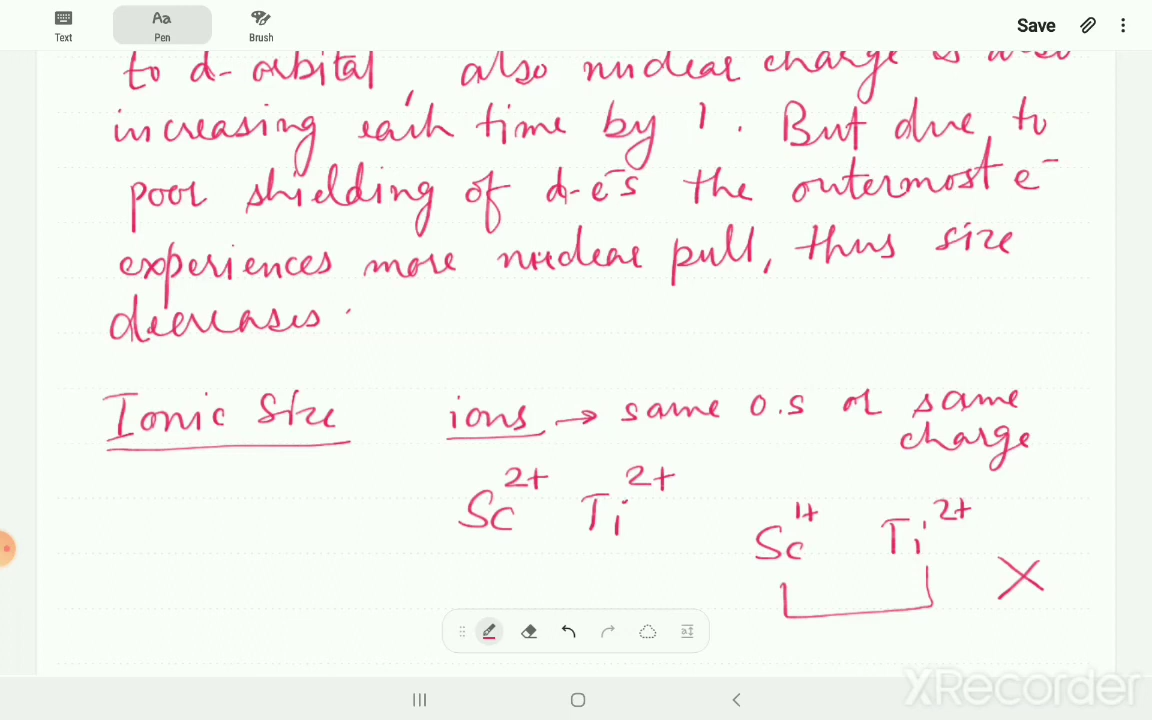 Text Aa Pen Brush Save
to d-orbital, also nuclear charge is also
increasing each time by 1. But due to
poor shielding of d-e⁻s the outermost e⁻
experiences more nuclear pull, thus size
decreases.
Ionic Size ions → same O.S or same
charge
Sc²⁺ Ti²⁺
Sc¹⁺ Ti²⁺ X
XRecorder